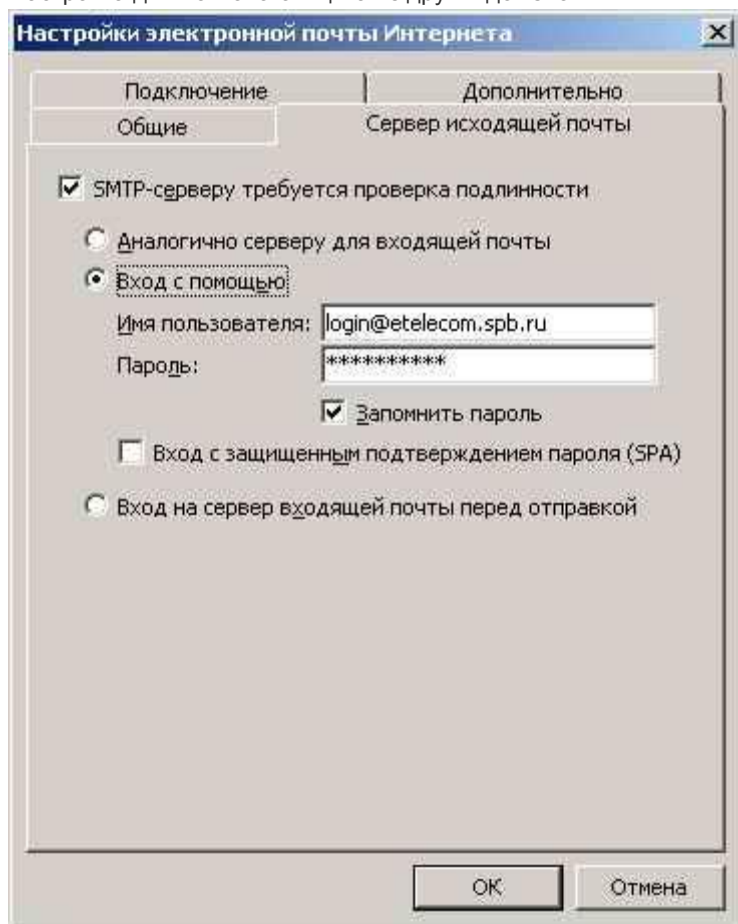 Настройки электронной почты Интернета
Подключение
Дополнительно
Общие
Сервер исходящей почты
SMTP-серверу требуется проверка подлинности
Аналогично серверу для входящей почты
Вход с помощью
Имя пользователя: login@etelecom.spb.ru
Пароль: **********
Запомнить пароль
Вход с защищенным подтверждением пароля (SPA)
Вход на сервер входящей почты перед отправкой
ОК
Отмена